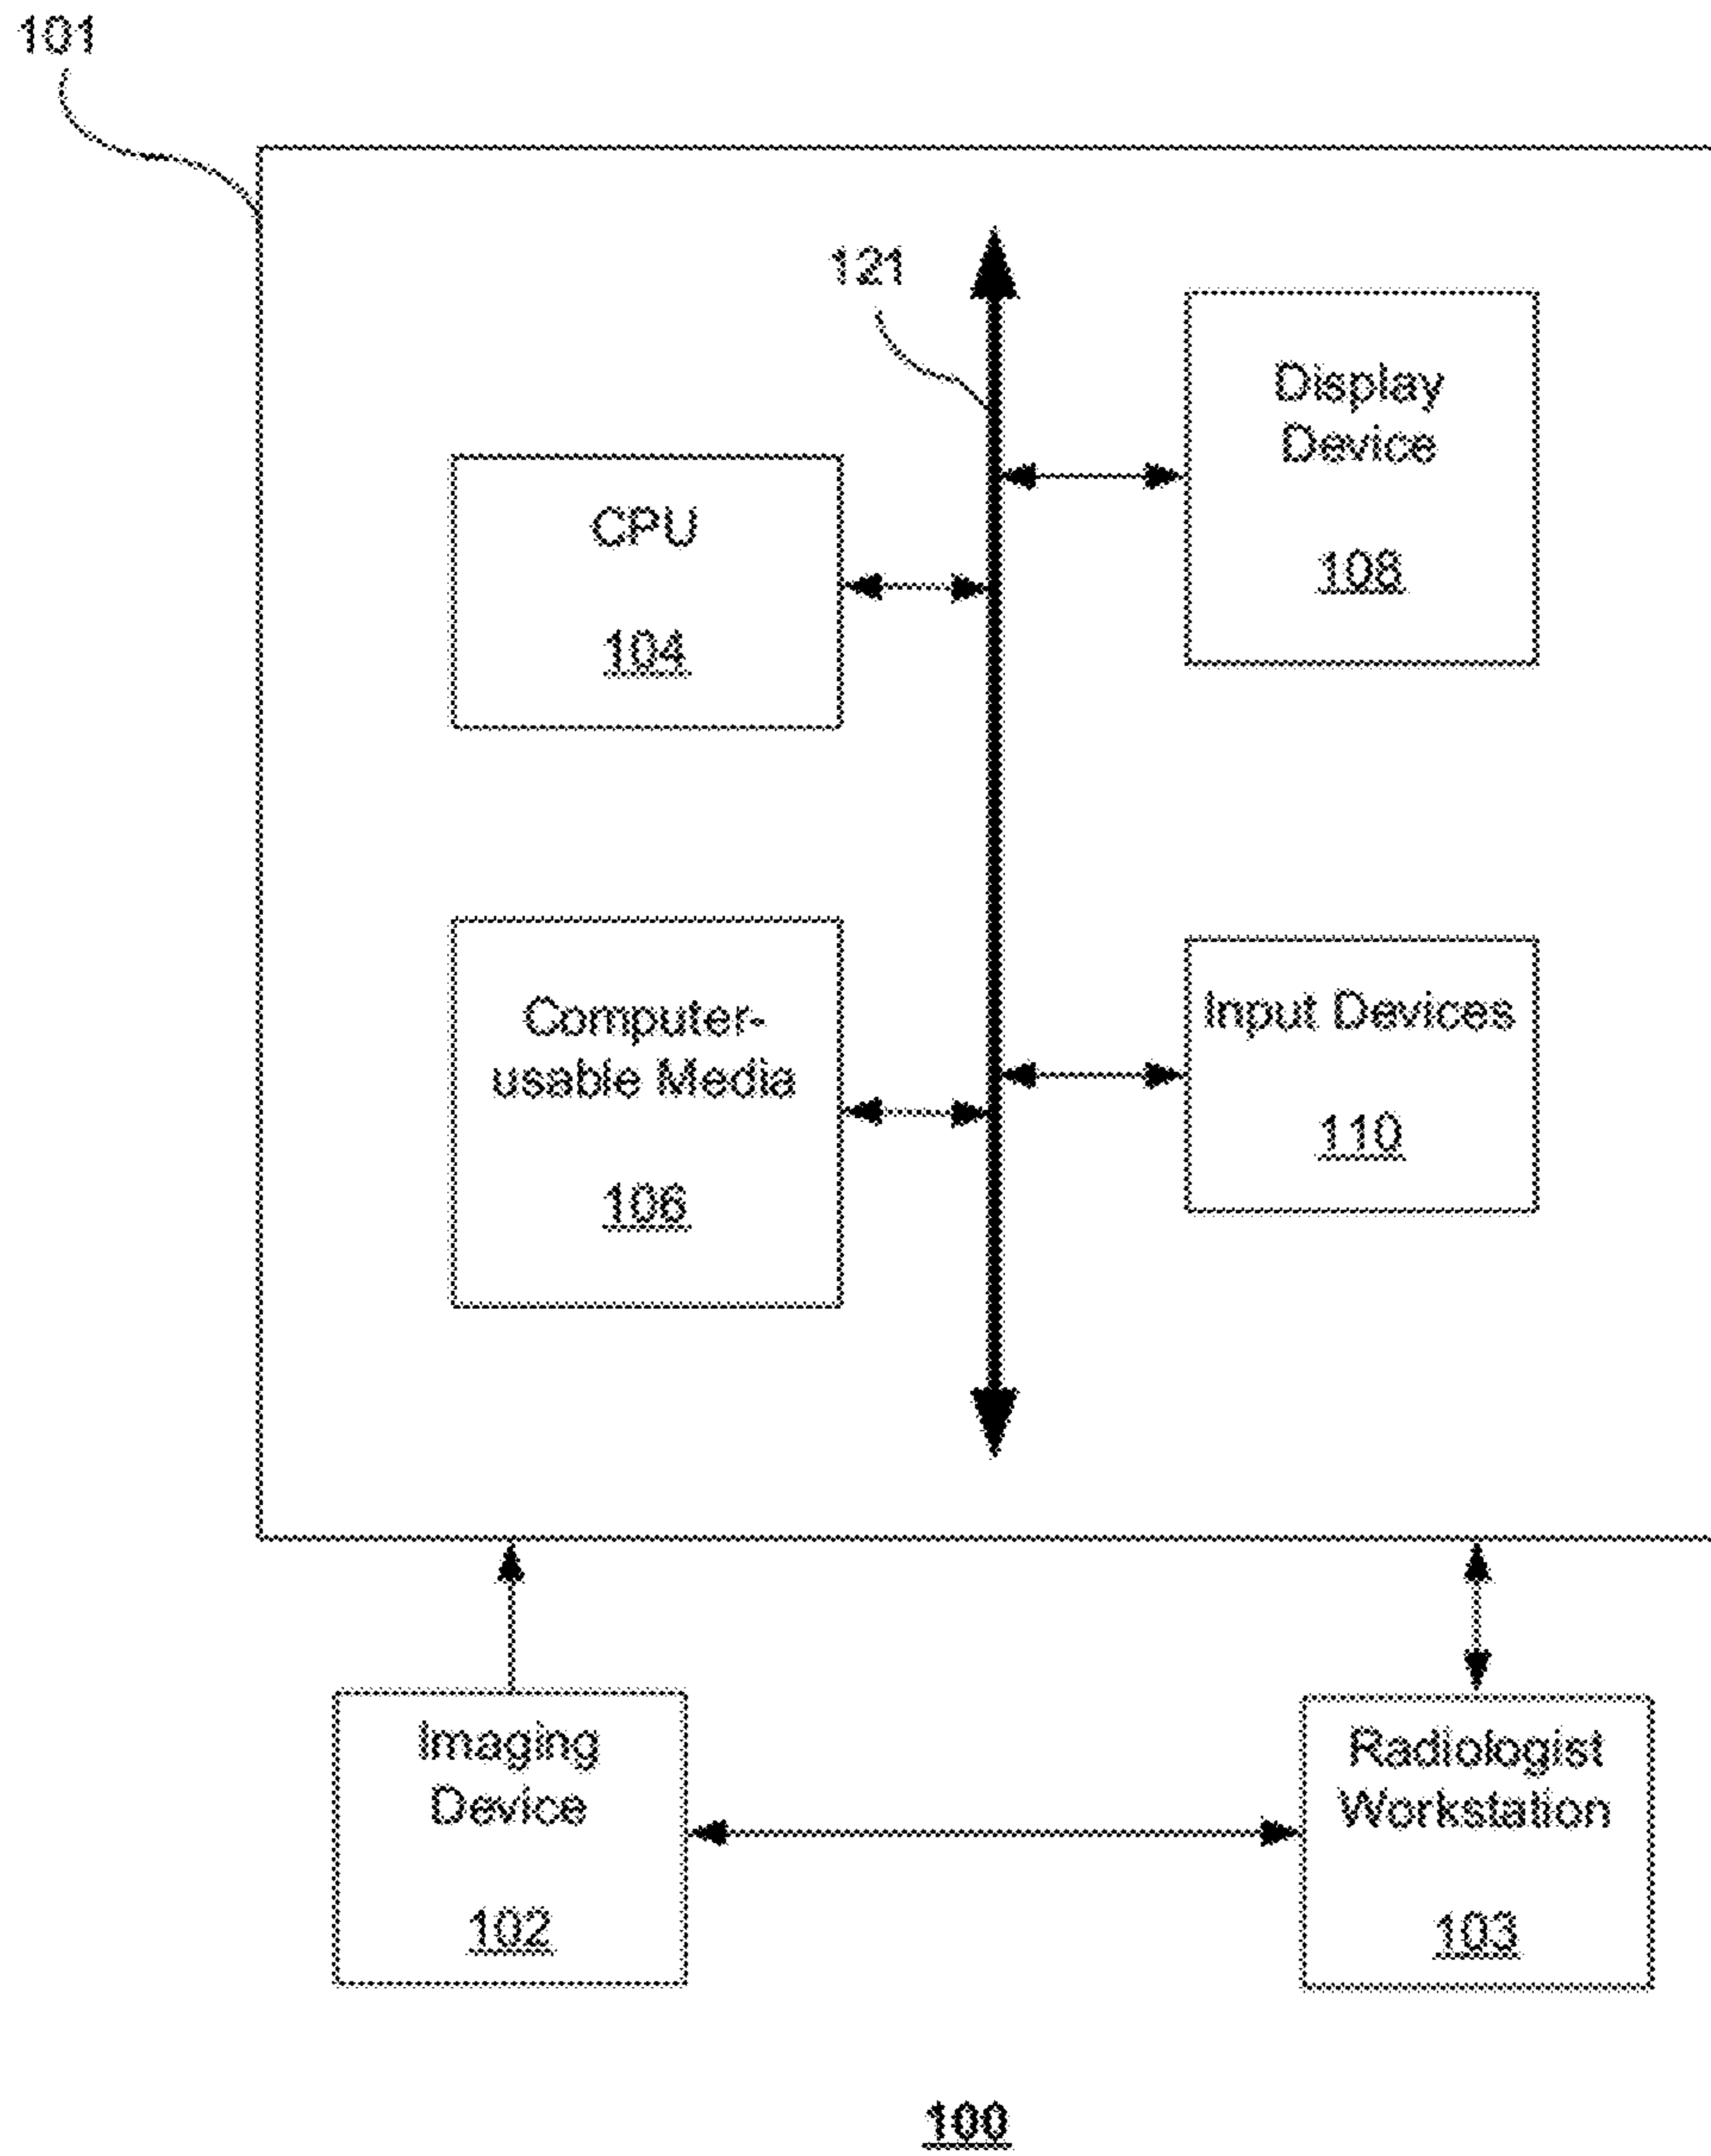 101
121
Display
Device
108
CPU
104
Computer-
usable Media
106
Input Devices
110
Imaging
Device
102
Radiologist
Workstation
103
100